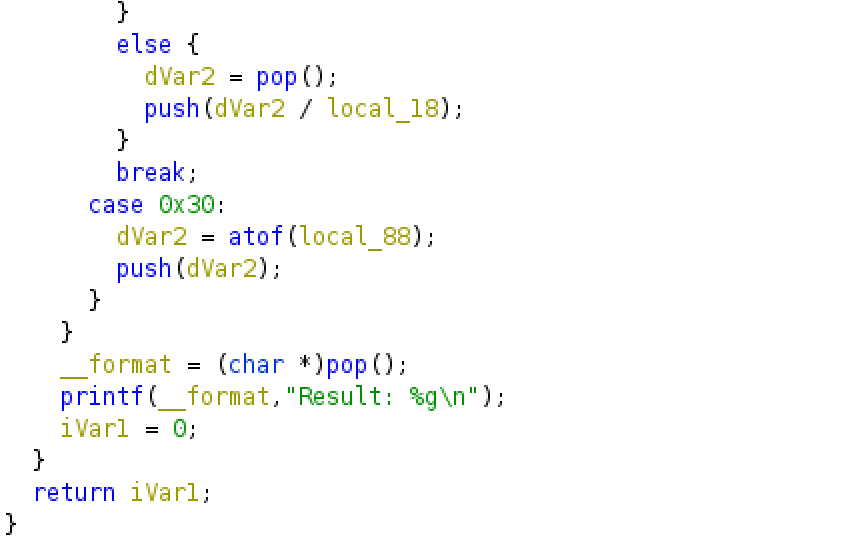 }
else {
dVar2 = pop();
push(dVar2 / local_18);
}
break;
case 0x30:
dVar2 = atof(local_88);
push(dVar2);
}
}
__format = (char *)pop();
printf(__format,"Result: %g\n");
iVar1 = 0;
}
return iVar1;
}